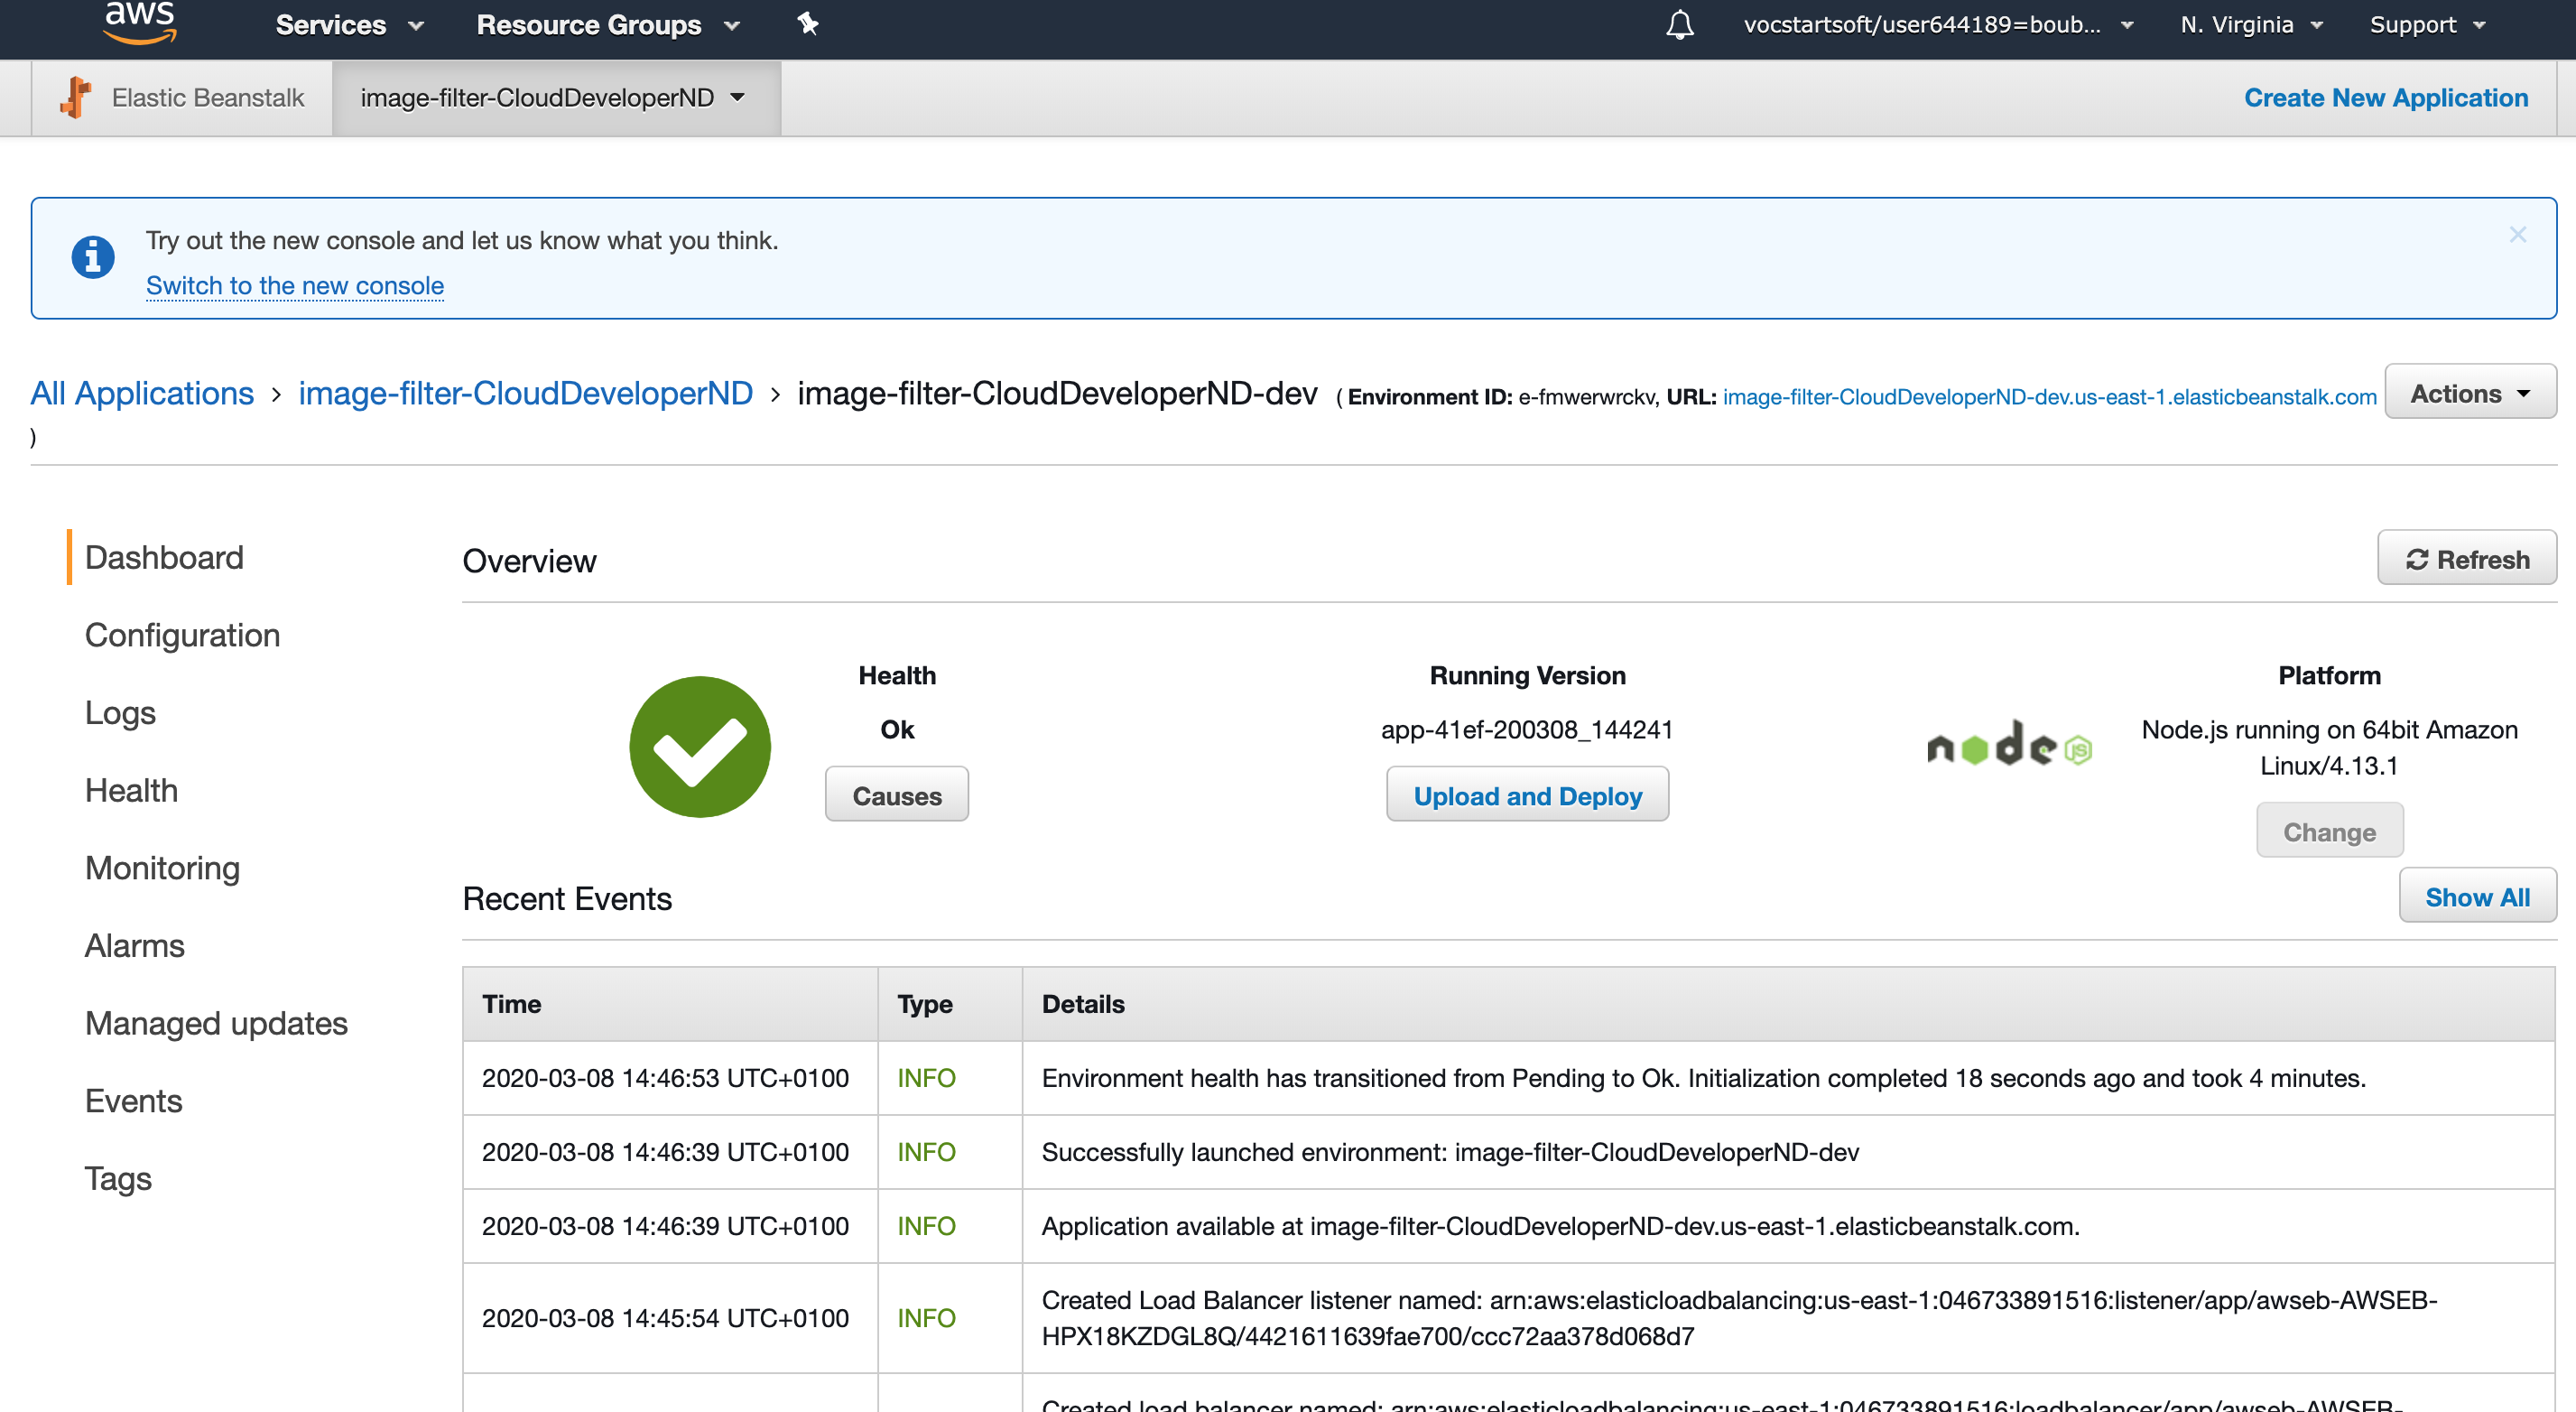 aws
Services
Resource Groups
vocstartsoft/user644189=boub...
N. Virginia
Support
Elastic Beanstalk
image-filter-CloudDeveloperND
Create New Application
Try out the new console and let us know what you think.
Switch to the new console
All Applications > image-filter-CloudDeveloperND > image-filter-CloudDeveloperND-dev ( Environment ID: e-fmwerwrckv, URL: image-filter-CloudDeveloperND-dev.us-east-1.elasticbeanstalk.com
)
Actions
Dashboard
Configuration
Logs
Health
Monitoring
Alarms
Managed updates
Events
Tags
Overview
Refresh
Health
Ok
Causes
Running Version
app-41ef-200308_144241
Upload and Deploy
node
JS
Platform
Node.js running on 64bit Amazon
Linux/4.13.1
Change
Recent Events
Show All
Time Type Details
2020-03-08 14:46:53 UTC+0100 INFO Environment health has transitioned from Pending to Ok. Initialization completed 18 seconds ago and took 4 minutes.
2020-03-08 14:46:39 UTC+0100 INFO Successfully launched environment: image-filter-CloudDeveloperND-dev
2020-03-08 14:46:39 UTC+0100 INFO Application available at image-filter-CloudDeveloperND-dev.us-east-1.elasticbeanstalk.com.
2020-03-08 14:45:54 UTC+0100 INFO Created Load Balancer listener named: arn:aws:elasticloadbalancing:us-east-1:046733891516:listener/app/awseb-AWSEB-
HPX18KZDGL8Q/4421611639fae700/ccc72aa378d068d7
Created load balancer named: arn:aws:elasticloadbalancing:us-east-1:046733891516:loadbalancer/app/awseb-AWSEB-